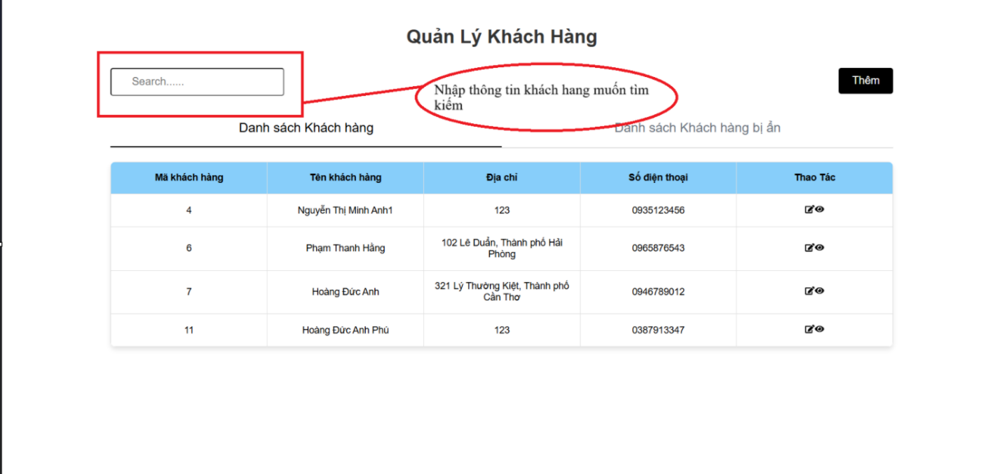 Quản Lý Khách Hàng
Search......
Nhập thông tin khách hang muốn tìm
kiếm
Thêm
Danh sách Khách hàng
Danh sách Khách hàng bị ẩn
Mã khách hàng Tên khách hàng Địa chỉ Số điện thoại Thao Tác
4 Nguyễn Thị Minh Anh1 123 0935123456
6 Phạm Thanh Hằng 102 Lê Duẩn, Thành phố Hải 0965876543
Phòng
7 Hoàng Đức Anh 321 Lý Thường Kiệt, Thành phố 0946789012
Cần Thơ
11 Hoàng Đức Anh Phú 123 0387913347